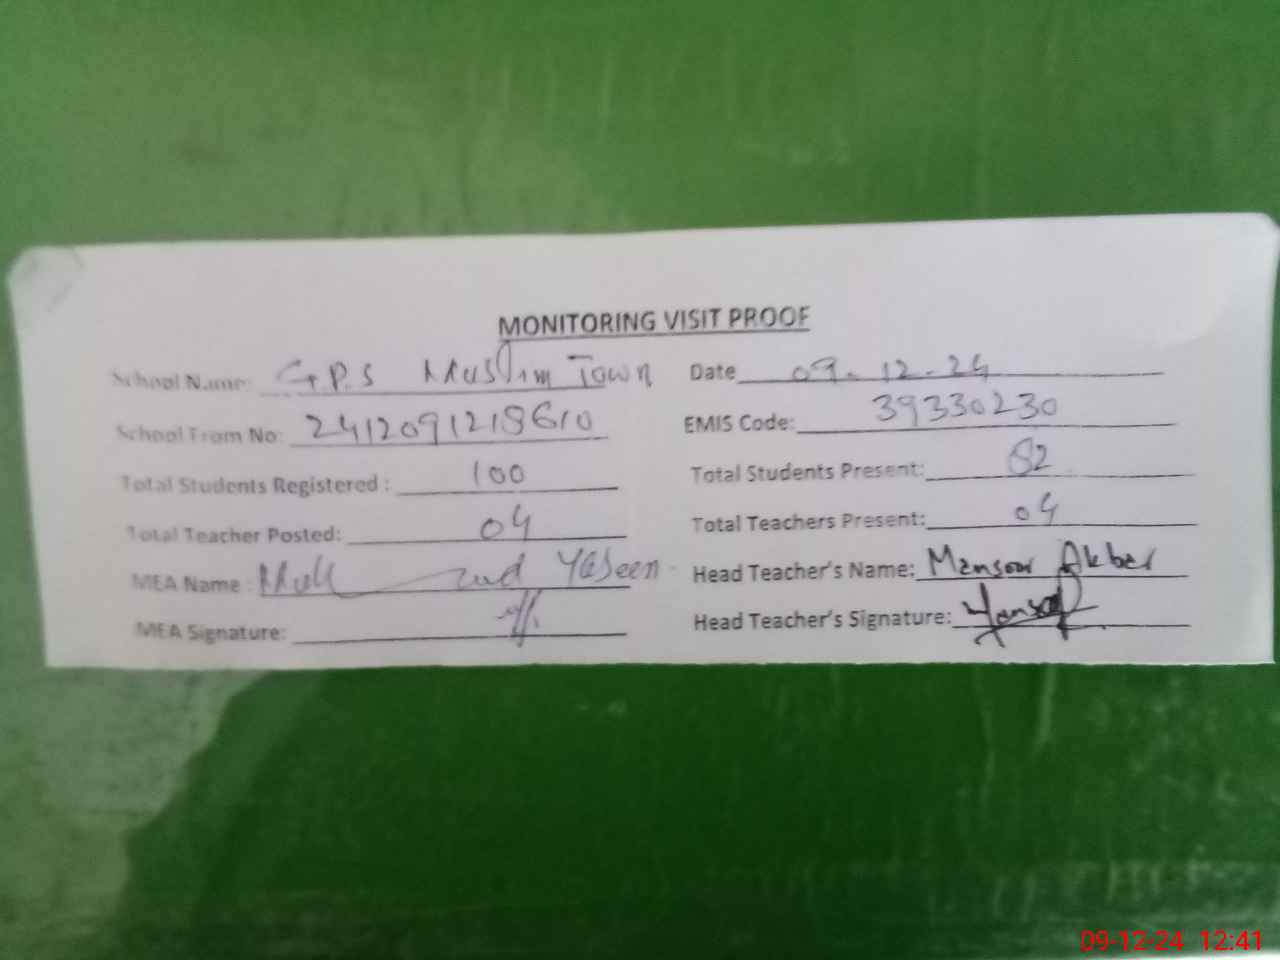 MONITORING VISIT PROOF
School Name: G.P.S Muslim Town Date 09.12.24
School From No: 2412091218610 EMIS Code: 39330230
Total Students Registered : 100 Total Students Present: 82
Total Teacher Posted: 04 Total Teachers Present: 04
MEA Name : Yaseen Head Teacher's Name: Mansoor Akber
MEA Signature: Head Teacher's Signature:
09-12-24 12:41